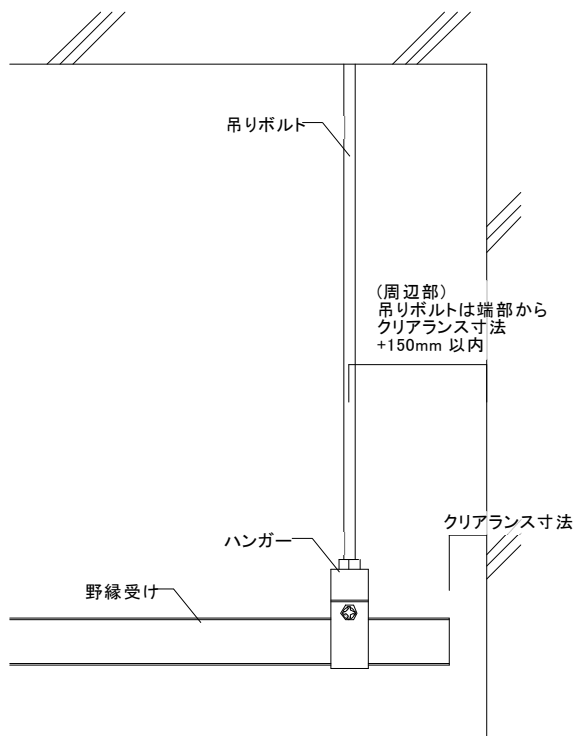 吊りボルト
(周辺部)
吊りボルトは端部から
クリアランス寸法
+150mm 以内
クリアランス寸法
ハンガー
野縁受け